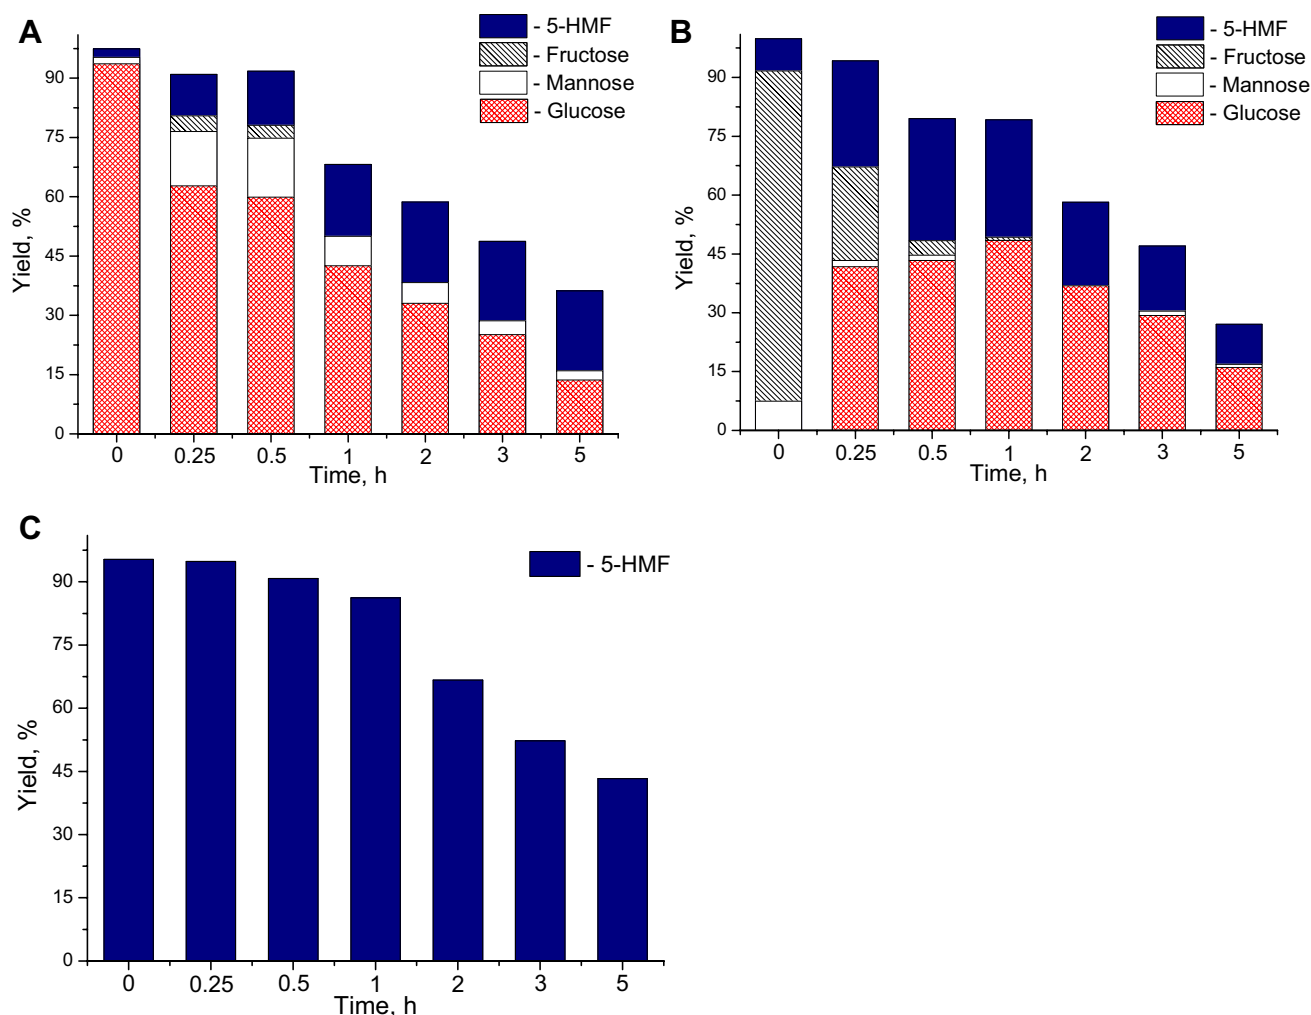 A
- 5-HMF
- Fructose
- Mannose
- Glucose
Yield, %
90
75
60
45
30
15
0
0 0.25 0.5 1 2 3 5
Time, h
B
- 5-HMF
- Fructose
- Mannose
- Glucose
Yield, %
90
75
60
45
30
15
0
0 0.25 0.5 1 2 3 5
Time, h
C
- 5-HMF
Yield, %
90
75
60
45
30
15
0
0 0.25 0.5 1 2 3 5
Time, h